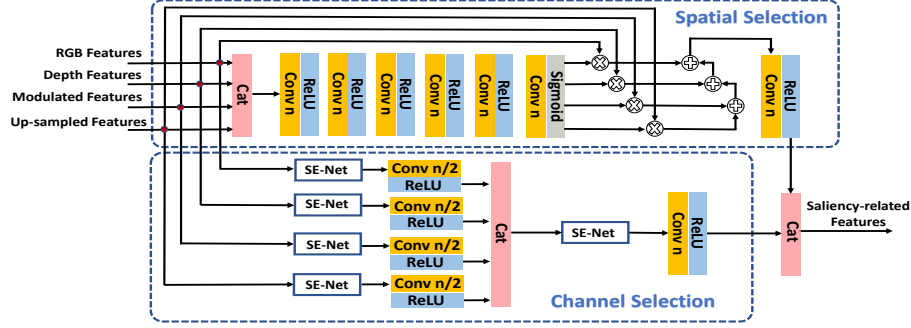 Spatial Selection
RGB Features
Depth Features
Modulated Features
Up-sampled Features
Cat
Conv n
ReLU
Conv n
ReLU
Conv n
ReLU
Conv n
ReLU
Conv n
ReLU
Conv n
Sigmoid
Conv n
ReLU
SE-Net
Conv n/2
ReLU
SE-Net
Conv n/2
ReLU
SE-Net
Conv n/2
ReLU
SE-Net
Conv n/2
ReLU
Cat
SE-Net
Conv n
ReLU
Cat
Saliency-related
Features
Channel Selection